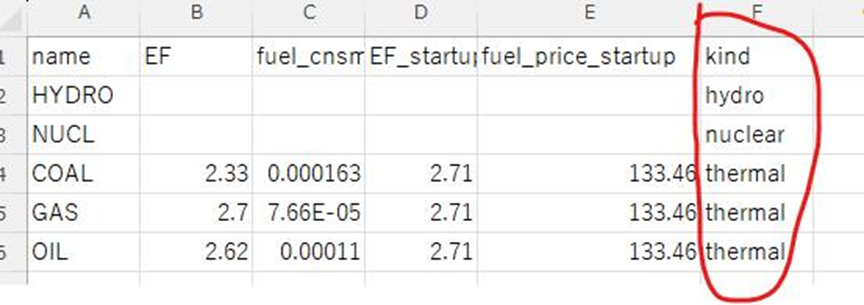 A B C D E F
1 name EF fuel_cnsm EF_startup fuel_price_startup kind
2 HYDRO hydro
3 NUCL nuclear
4 COAL 2.33 0.000163 2.71 133.46 thermal
5 GAS 2.7 7.66E-05 2.71 133.46 thermal
6 OIL 2.62 0.00011 2.71 133.46 thermal